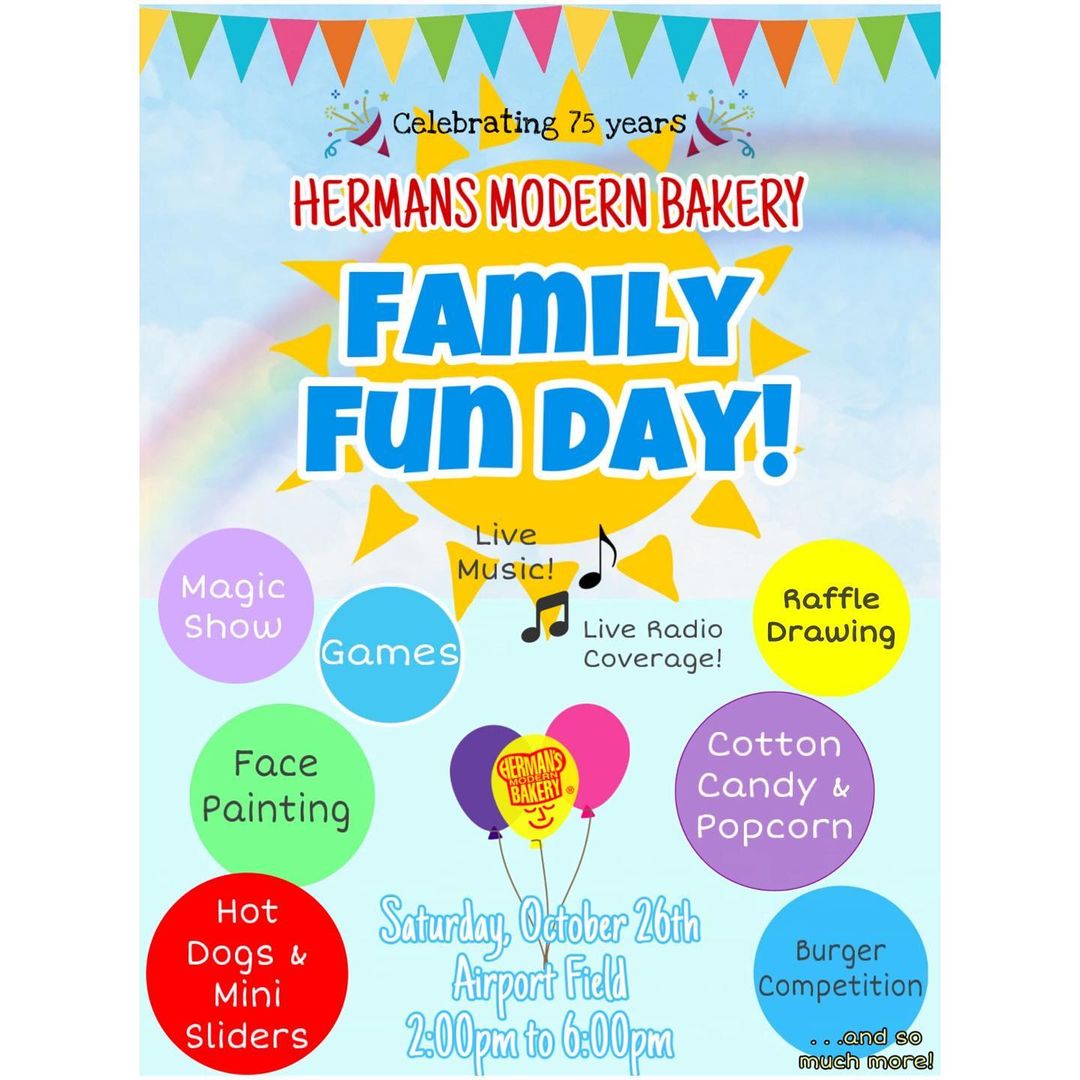 Celebrating 75 years
HERMANS MODERN BAKERY
FAMILY
FUN DAY!
Live
Music!
Live Radio
Coverage!
Magic
Show
Games
Raffle
Drawing
Face
Painting
HERMAN'S
MODERN
BAKERY ®
Cotton
Candy &
Popcorn
Hot
Dogs &
Mini
Sliders
Saturday, October 26th
Airport Field
2:00pm to 6:00pm
Burger
Competition
. . .and so
much more!